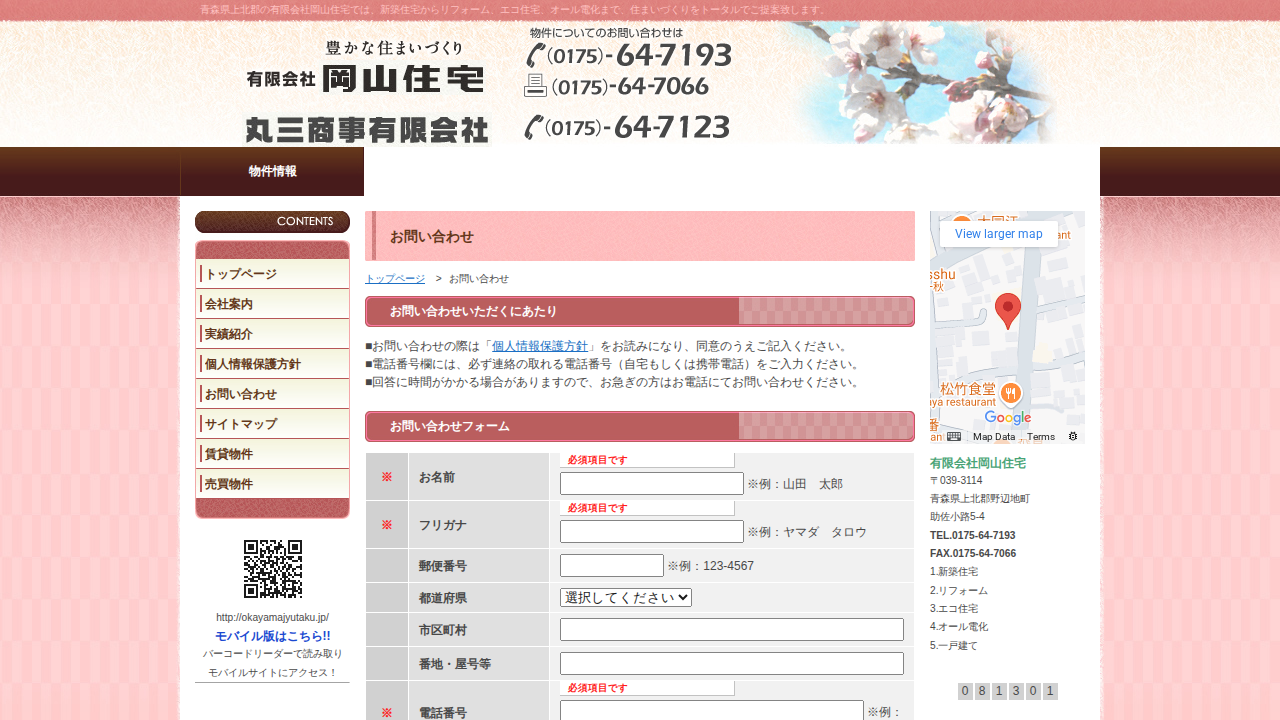 青森県上北郡の有限会社岡山住宅では、新築住宅からリフォーム、エコ住宅、オール電化まで、住まいづくりをトータルでご提案致します。
豊かな住まいづくり
有限会社 岡山住宅
丸三商事有限会社
物件についてのお問い合わせは
(0175)-64-7193
(0175)-64-7066
(0175)-64-7123
物件情報
CONTENTS
トップページ
会社案内
実績紹介
個人情報保護方針
お問い合わせ
サイトマップ
賃貸物件
売買物件
http://okayamajyutaku.jp/
モバイル版はこちら!!
バーコードリーダーで読み取り
モバイルサイトにアクセス！
お問い合わせ
トップページ > お問い合わせ
お問い合わせいただくにあたり
■お問い合わせの際は「個人情報保護方針」をお読みになり、同意のうえご記入ください。
■電話番号欄には、必ず連絡の取れる電話番号（自宅もしくは携帯電話）をご入力ください。
■回答に時間がかかる場合がありますので、お急ぎの方はお電話にてお問い合わせください。
お問い合わせフォーム
必須項目です
※ お名前 ※例：山田　太郎
必須項目です
※ フリガナ ※例：ヤマダ　タロウ
郵便番号 ※例：123-4567
都道府県 選択してください
市区町村
番地・屋号等
必須項目です
※ 電話番号 ※例：
View larger map
松竹食堂
Google
Map Data Terms
有限会社岡山住宅
〒039-3114
青森県上北郡野辺地町
助佐小路5-4
TEL.0175-64-7193
FAX.0175-64-7066
1.新築住宅
2.リフォーム
3.エコ住宅
4.オール電化
5.一戸建て
0 8 1 3 0 1